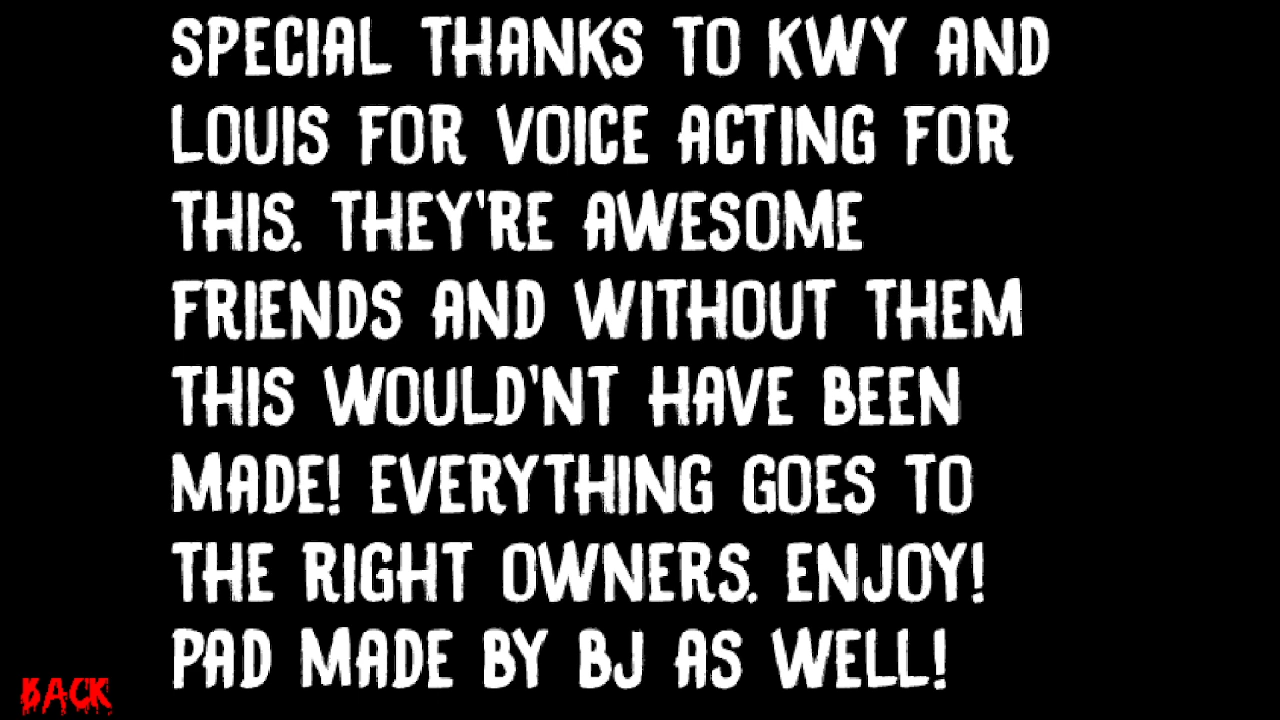 SPECIAL THANKS TO KWY AND
LOUIS FOR VOICE ACTING FOR
THIS. THEY'RE AWESOME
FRIENDS AND WITHOUT THEM
THIS WOULD'NT HAVE BEEN
MADE! EVERYTHING GOES TO
THE RIGHT OWNERS. ENJOY!
PAD MADE BY BJ AS WELL!
BACK